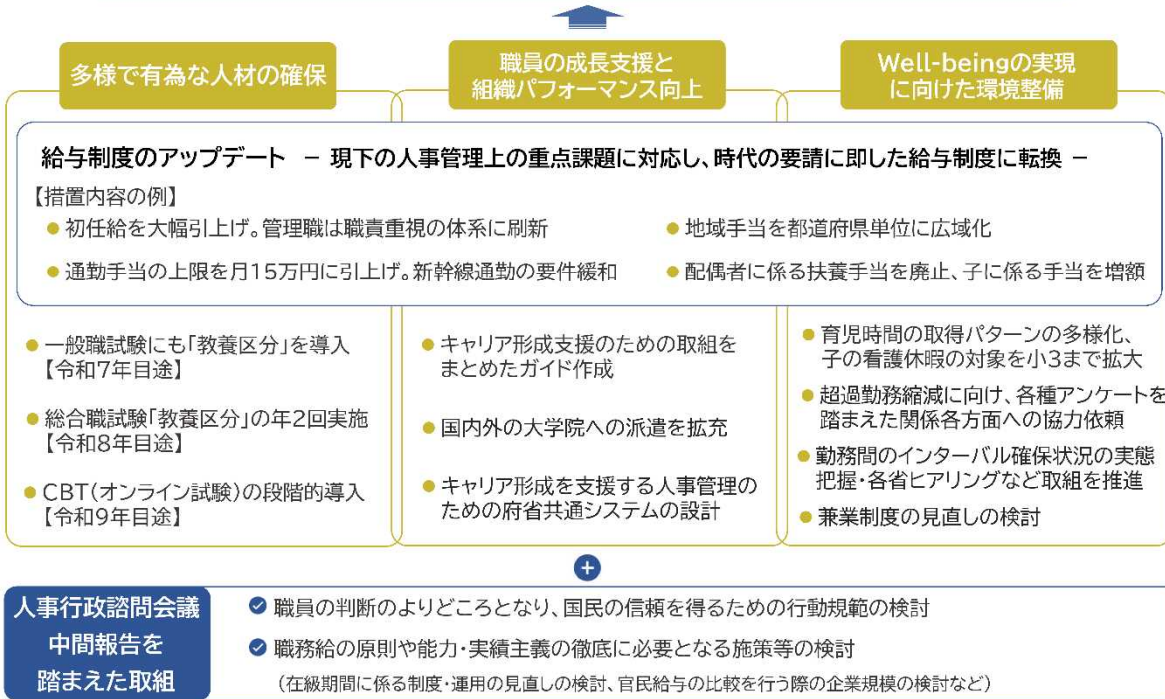 多様で有為な人材の確保
職員の成長支援と
組織パフォーマンス向上
Well-beingの実現
に向けた環境整備
給与制度のアップデート － 現下の人事管理上の重点課題に対応し、時代の要請に即した給与制度に転換 －
【措置内容の例】
● 初任給を大幅引上げ。管理職は職責重視の体系に刷新
● 地域手当を都道府県単位に広域化
● 通勤手当の上限を月15万円に引上げ。新幹線通勤の要件緩和
● 配偶者に係る扶養手当を廃止、子に係る手当を増額
● 一般職試験にも「教養区分」を導入
【令和7年目途】
● 総合職試験「教養区分」の年2回実施
【令和8年目途】
● CBT(オンライン試験)の段階的導入
【令和9年目途】
● キャリア形成支援のための取組を
まとめたガイド作成
● 国内外の大学院への派遣を拡充
● キャリア形成を支援する人事管理の
ための府省共通システムの設計
● 育児時間の取得パターンの多様化、
子の看護休暇の対象を小3まで拡大
● 超過勤務縮減に向け、各種アンケートを
踏まえた関係各方面への協力依頼
● 勤務間のインターバル確保状況の実態
把握・各省ヒアリングなど取組を推進
● 兼業制度の見直しの検討
人事行政諮問会議
中間報告を
踏まえた取組
職員の判断のよりどころとなり、国民の信頼を得るための行動規範の検討
職務給の原則や能力・実績主義の徹底に必要となる施策等の検討
(在級期間に係る制度・運用の見直しの検討、官民給与の比較を行う際の企業規模の検討など)